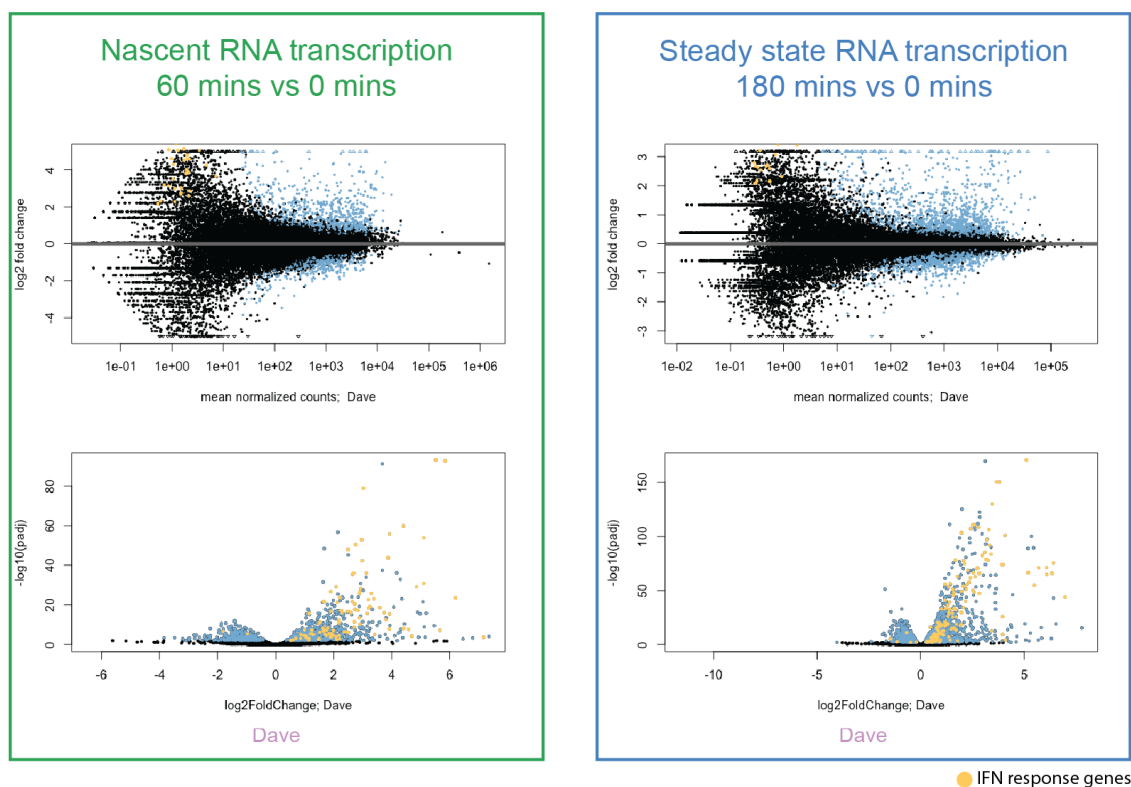 Nascent RNA transcription
60 mins vs 0 mins
log2 fold change
4
2
0
-2
-4
1e-01 1e+00 1e+02 1e+03 1e+04 1e+05 1e+06
mean normalized counts; Dave
-log10(padj)
80
60
40
20
0
-6 -4 -2 0 2 4 6
log2FoldChange; Dave
Dave
Steady state RNA transcription
180 mins vs 0 mins
log2 fold change
3
2
1
0
-1
-2
-3
1e-02 1e-01 1e+00 1e+01 1e+02 1e+03 1e+04 1e+05
mean normalized counts; Dave
-log10(padj)
150
100
50
0
-10 -5 0 5
log2FoldChange; Dave
Dave
IFN response genes